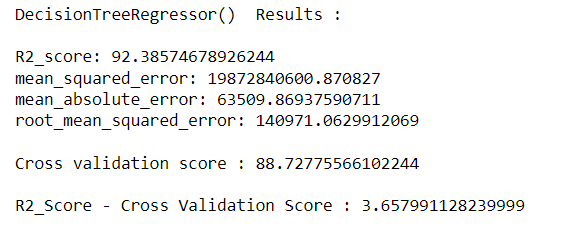 DecisionTreeRegressor()  Results :
R2_score: 92.38574678926244
mean_squared_error: 19872840600.870827
mean_absolute_error: 63509.86937590711
root_mean_squared_error: 140971.0629912069
Cross validation score : 88.72775566102244
R2_Score - Cross Validation Score : 3.657991128239999